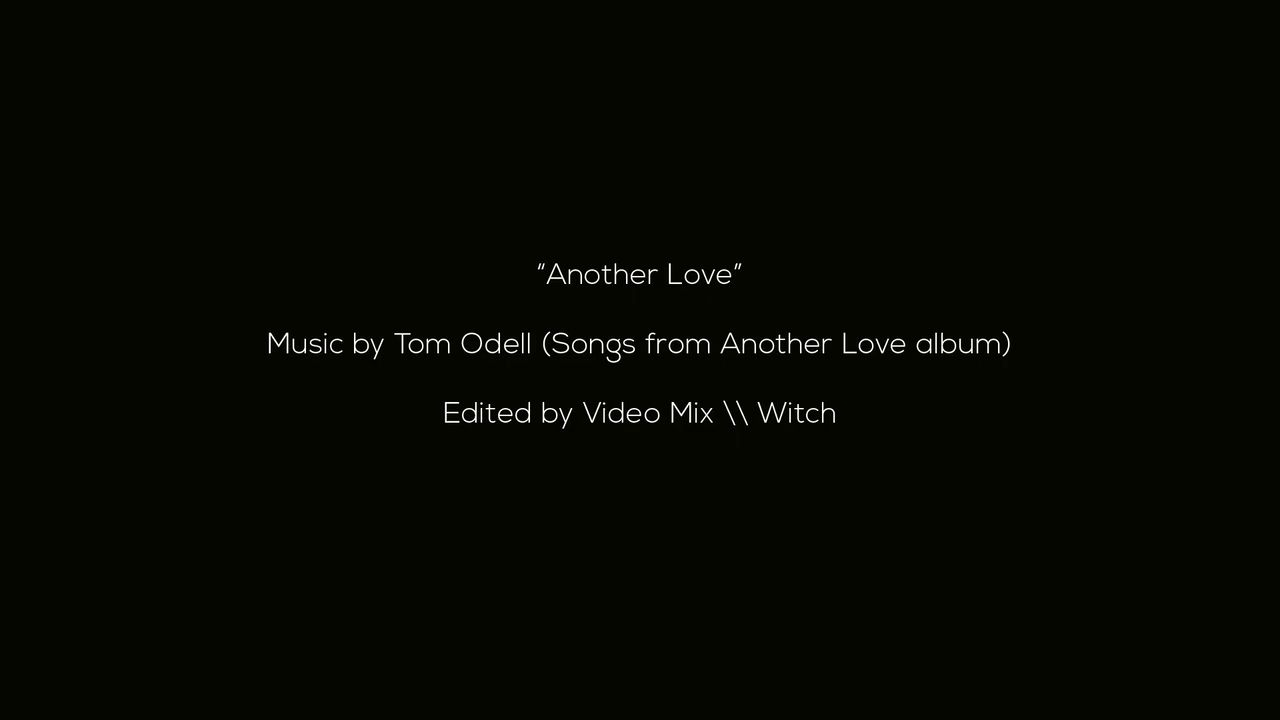 “Another Love”
Music by Tom Odell (Songs from Another Love album)
Edited by Video Mix \\ Witch